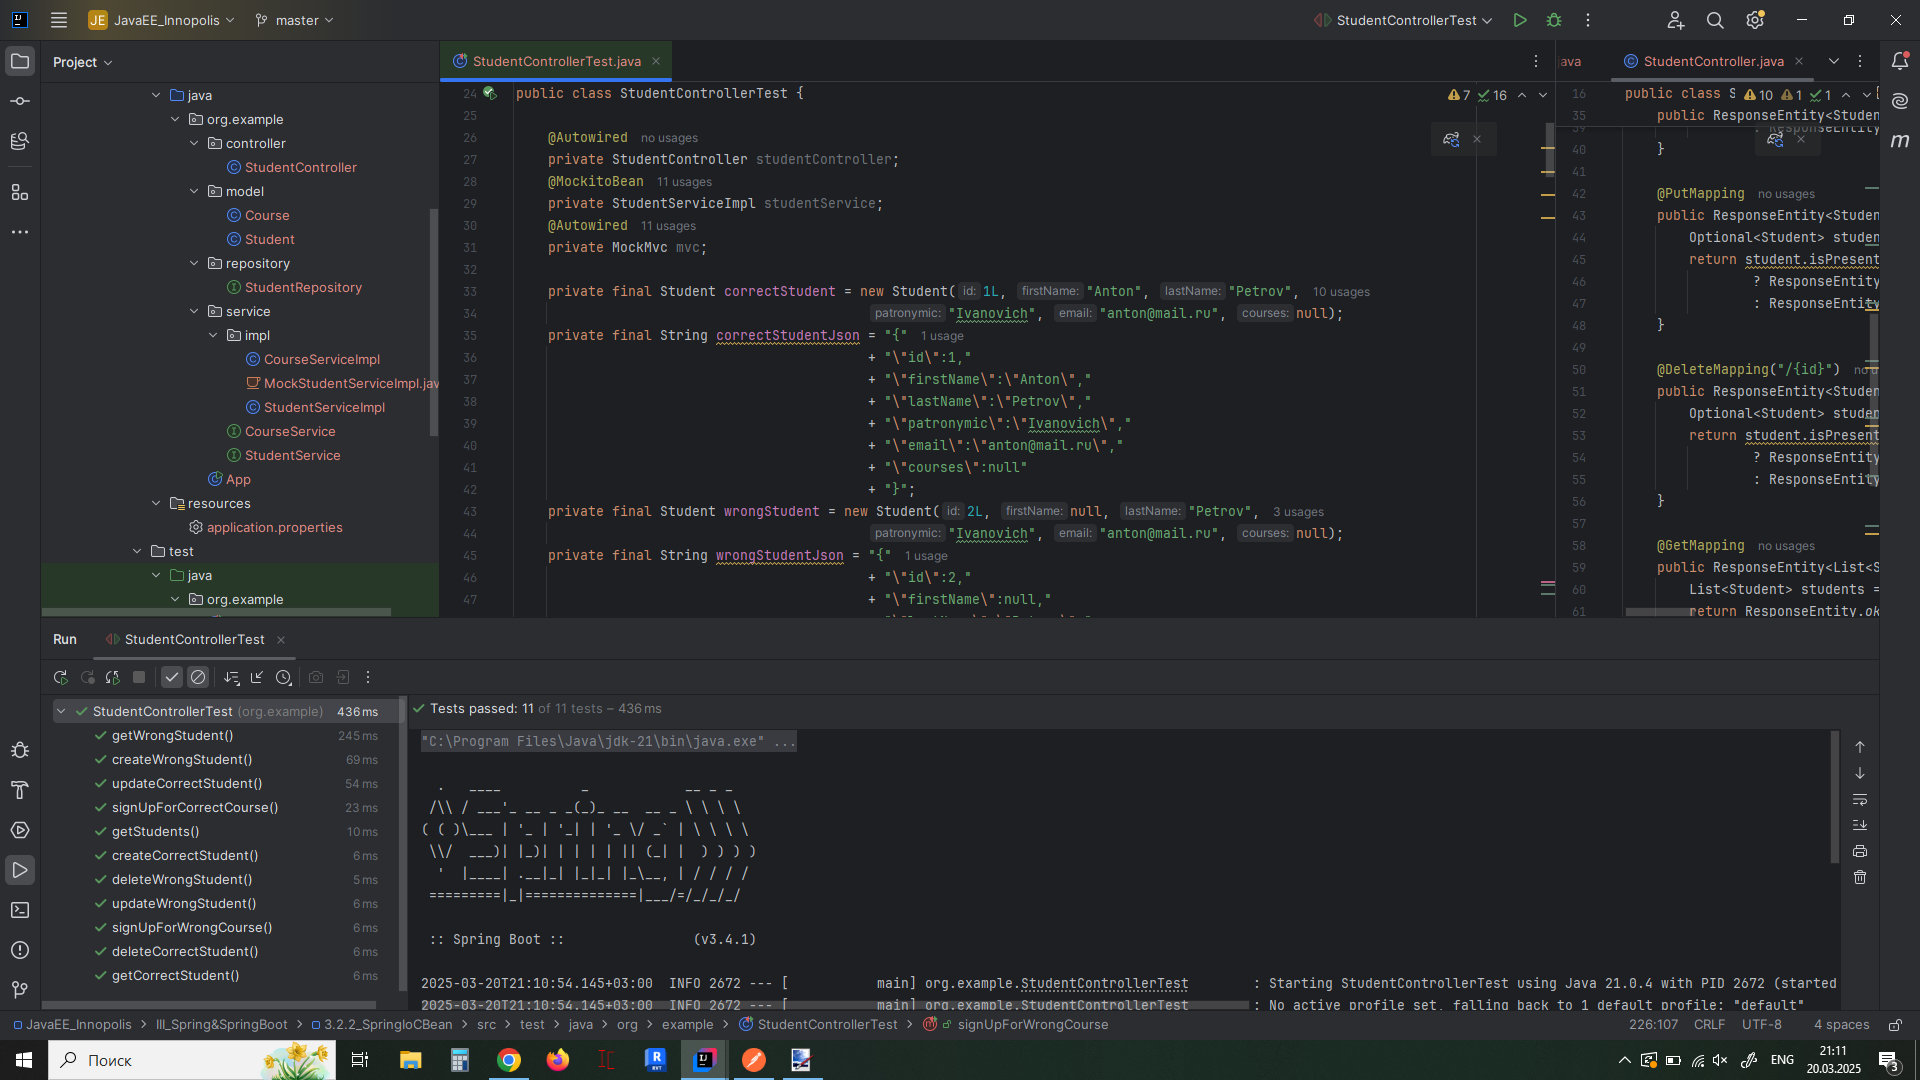 JE JavaEE_Innopolis master StudentControllerTest
Project
java
org.example
controller
StudentController
model
Course
Student
repository
StudentRepository
service
impl
CourseServiceImpl
MockStudentServiceImpl.jav
StudentServiceImpl
CourseService
StudentService
App
resources
application.properties
test
java
org.example
StudentControllerTest.java
7 16
24 public class StudentControllerTest {
25
26 @Autowired no usages
27 private StudentController studentController;
28 @MockitoBean 11 usages
29 private StudentServiceImpl studentService;
30 @Autowired 11 usages
31 private MockMvc mvc;
32
33 private final Student correctStudent = new Student( id: 1L, firstName: "Anton", lastName: "Petrov", 10 usages
34 patronymic: "Ivanovich", email: "anton@mail.ru", courses: null);
35 private final String correctStudentJson = "{" 1 usage
36 + "\"id\":1,"
37 + "\"firstName\":\"Anton\","
38 + "\"lastName\":\"Petrov\","
39 + "\"patronymic\":\"Ivanovich\","
40 + "\"email\":\"anton@mail.ru\","
41 + "\"courses\":null"
42 + "}";
43 private final Student wrongStudent = new Student( id: 2L, firstName: null, lastName: "Petrov", 3 usages
44 patronymic: "Ivanovich", email: "anton@mail.ru", courses: null);
45 private final String wrongStudentJson = "{" 1 usage
46 + "\"id\":2,"
47 + "\"firstName\":null,"
ava StudentController.java
10 1 1
16 public class S
35 public ResponseEntity<Studen
39 : ResponseEntity
40 }
41
42 @PutMapping no usages
43 public ResponseEntity<Studen
44 Optional<Student> studen
45 return student.isPresent
46 ? ResponseEntity
47 : ResponseEntity
48 }
49
50 @DeleteMapping("/{id}")
51 public ResponseEntity<Studen
52 Optional<Student> studen
53 return student.isPresent
54 ? ResponseEntity
55 : ResponseEntity
56 }
57
58 @GetMapping no usages
59 public ResponseEntity<List<S
60 List<Student> students =
61 return ResponseEntity.ok
Run StudentControllerTest
StudentControllerTest (org.example) 436 ms
getWrongStudent() 245 ms
createWrongStudent() 69 ms
updateCorrectStudent() 54 ms
signUpForCorrectCourse() 23 ms
getStudents() 10 ms
createCorrectStudent() 6 ms
deleteWrongStudent() 5 ms
updateWrongStudent() 6 ms
signUpForWrongCourse() 6 ms
deleteCorrectStudent() 6 ms
getCorrectStudent() 6 ms
Tests passed: 11 of 11 tests – 436 ms
"C:\Program Files\Java\jdk-21\bin\java.exe" ...
:: Spring Boot :: (v3.4.1)
2025-03-20T21:10:54.145+03:00 INFO 2672 --- [ main] org.example.StudentControllerTest : Starting StudentControllerTest using Java 21.0.4 with PID 2672 (started
2025-03-20T21:10:54.145+03:00 INFO 2672 --- [ main] org.example.StudentControllerTest : No active profile set, falling back to 1 default profile: "default"
JavaEE_Innopolis III_Spring&SpringBoot 3.2.2_SpringIoCBean src test java org example StudentControllerTest signUpForWrongCourse 226:107 CRLF UTF-8 4 spaces
Поиск
ENG
21:11
20.03.2025
3